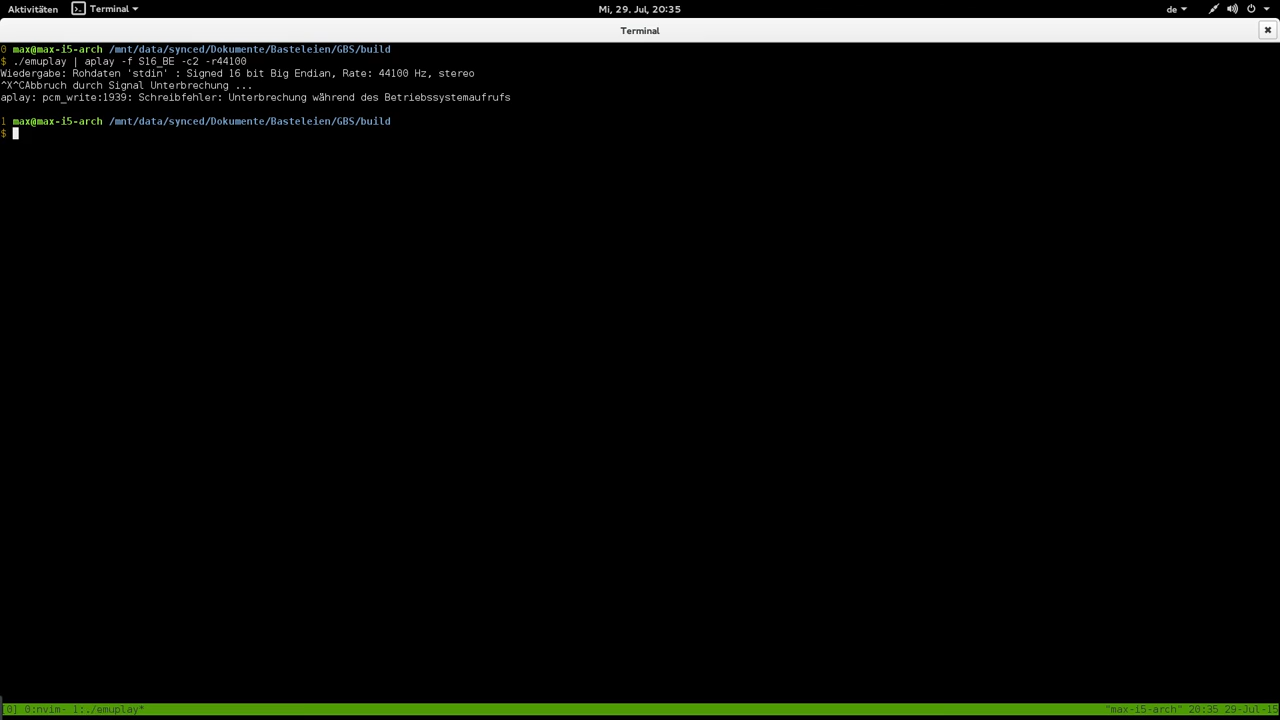 Aktivitäten Terminal Mi, 29. Jul, 20:35 de
Terminal
0 max@max-i5-arch /mnt/data/synced/Dokumente/Basteleien/GBS/build
$ ./emuplay | aplay -f S16_BE -c2 -r44100
Wiedergabe: Rohdaten 'stdin' : Signed 16 bit Big Endian, Rate: 44100 Hz, stereo
^X^CAbbruch durch Signal Unterbrechung ...
aplay: pcm_write:1939: Schreibfehler: Unterbrechung während des Betriebssystemaufrufs
1 max@max-i5-arch /mnt/data/synced/Dokumente/Basteleien/GBS/build
$
[0] 0:nvim- 1:./emuplay* "max-i5-arch" 20:35 29-Jul-15